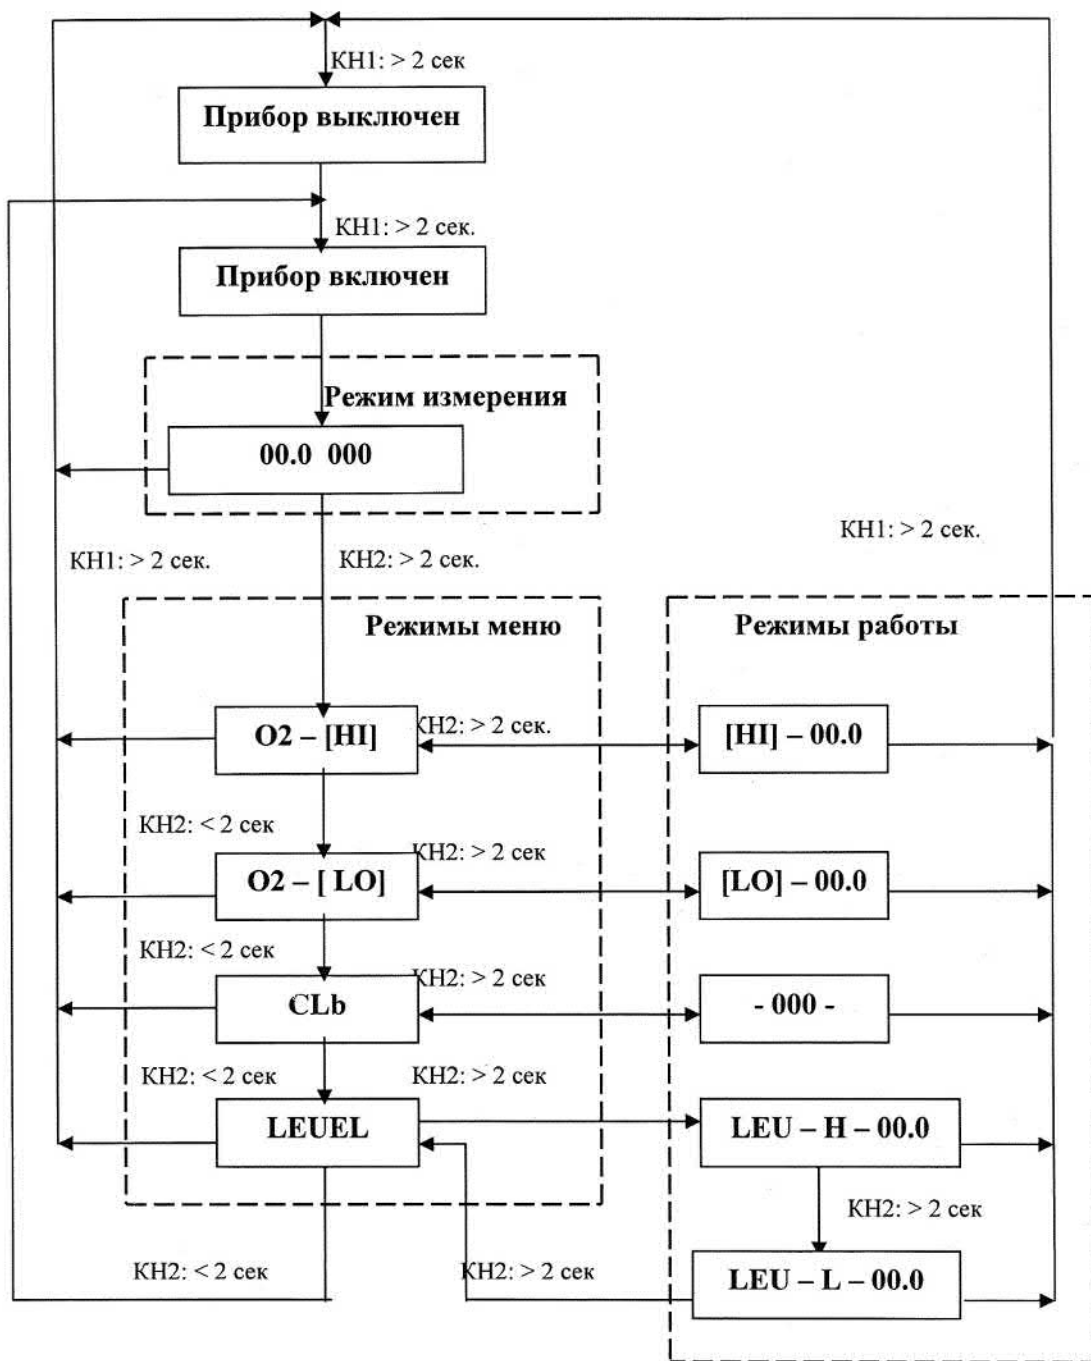 КН1: > 2 сек
Прибор выключен
КН1: > 2 сек.
Прибор включен
Режим измерения
00.0 000
КН1: > 2 сек.
КН1: > 2 сек.
КН2: > 2 сек.
Режимы меню
Режимы работы
O2 – [HI]
КН2: > 2 сек.
[HI] – 00.0
КН2: < 2 сек
КН2: > 2 сек
O2 – [ LO]
[LO] – 00.0
КН2: < 2 сек
КН2: > 2 сек
CLb
- 000 -
КН2: < 2 сек
КН2: > 2 сек
LEUEL
LEU – H – 00.0
КН2: > 2 сек
КН2: < 2 сек
КН2: > 2 сек
LEU – L – 00.0